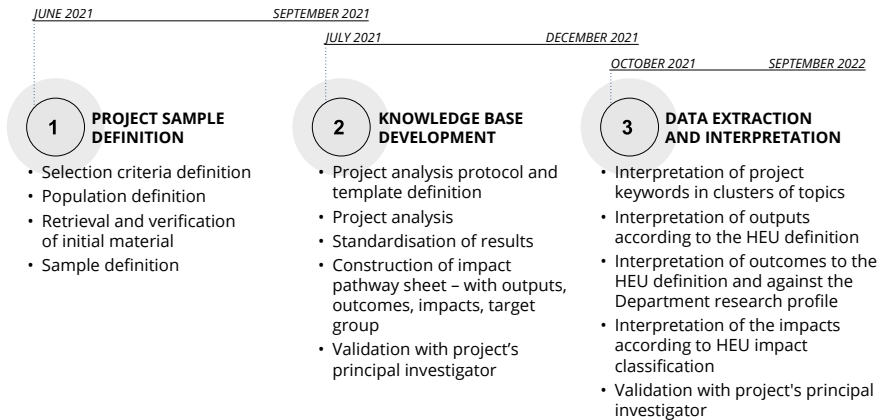 JUNE 2021 SEPTEMBER 2021
JULY 2021 DECEMBER 2021
OCTOBER 2021 SEPTEMBER 2022
1 PROJECT SAMPLE
DEFINITION
• Selection criteria definition
• Population definition
• Retrieval and verification
of initial material
• Sample definition
2 KNOWLEDGE BASE
DEVELOPMENT
• Project analysis protocol and
template definition
• Project analysis
• Standardisation of results
• Construction of impact
pathway sheet – with outputs,
outcomes, impacts, target
group
• Validation with project’s
principal investigator
3 DATA EXTRACTION
AND INTERPRETATION
• Interpretation of project
keywords in clusters of topics
• Interpretation of outputs
according to the HEU definition
• Interpretation of outcomes to the
HEU definition and against the
Department research profile
• Interpretation of the impacts
according to HEU impact
classification
• Validation with project's principal
investigator